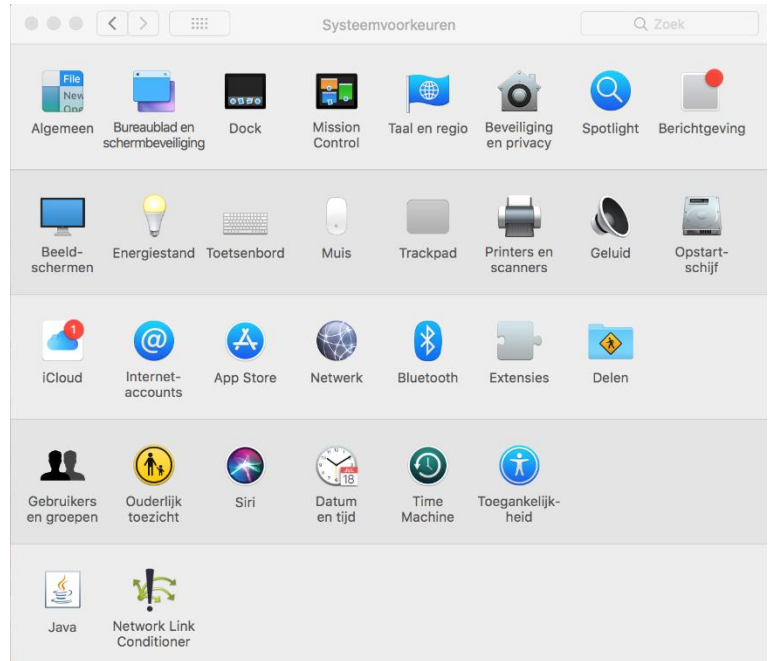 Systeemvoorkeuren
Zoek
File
New
One
Algemeen
Bureaublad en
schermbeveiliging
Dock
Mission
Control
Taal en regio
Beveiliging
en privacy
Spotlight
Berichtgeving
Beeld-
schermen
Energiestand
Toetsenbord
Muis
Trackpad
Printers en
scanners
Geluid
Opstart-
schijf
1
iCloud
@
Internet-
accounts
App Store
Netwerk
Bluetooth
Extensies
Delen
Gebruikers
en groepen
Ouderlijk
toezicht
Siri
JUL
18
Datum
en tijd
Time
Machine
Toegankelijk-
heid
Java
Network Link
Conditioner